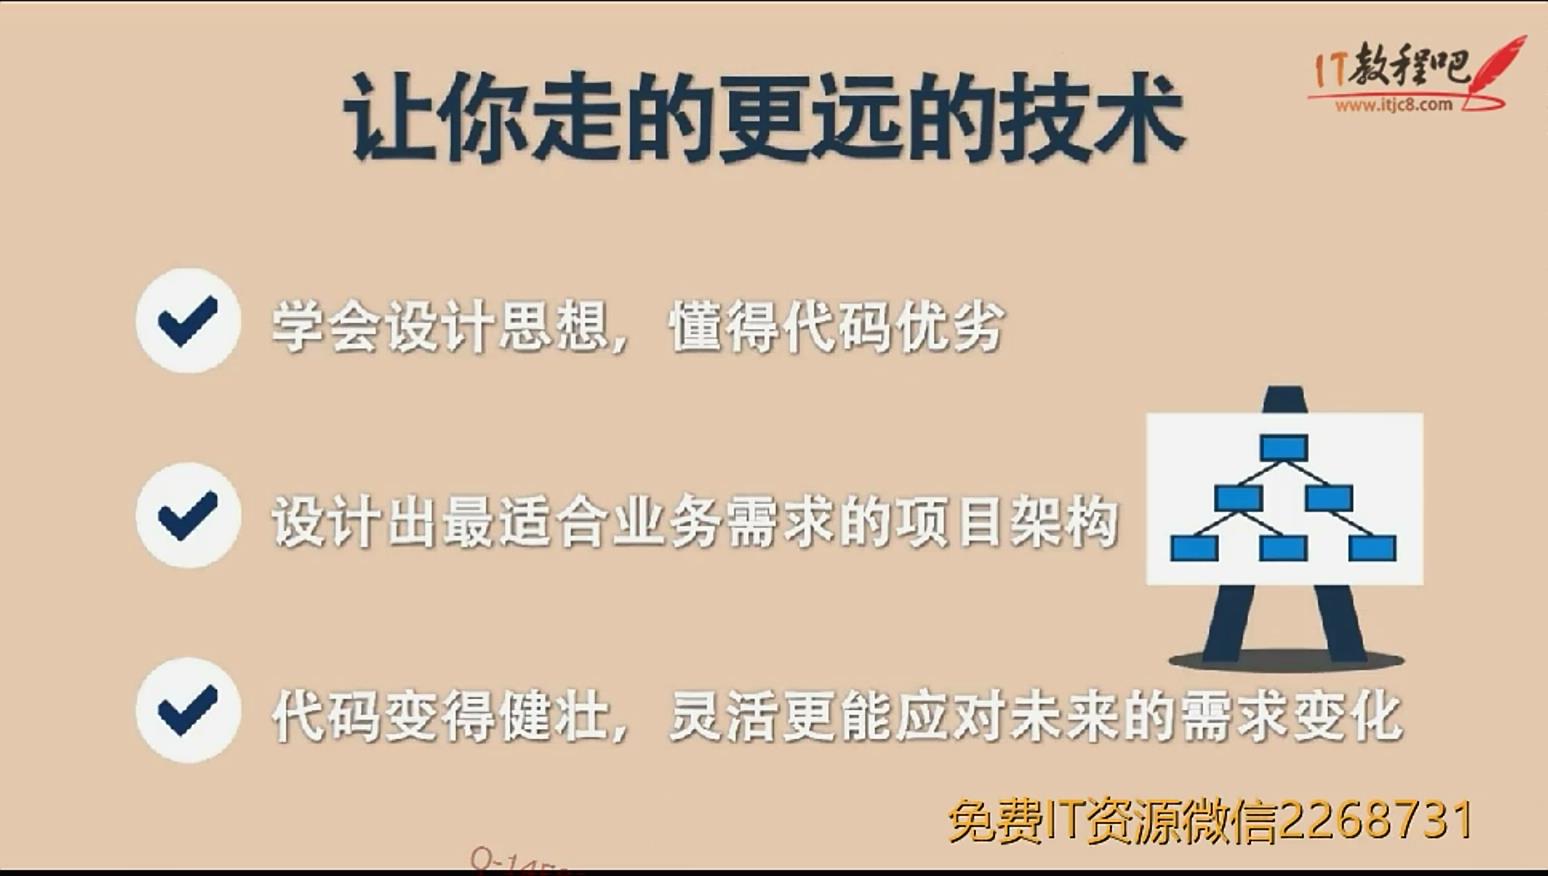 让你走的更远的技术
IT教程吧
www.itjc8.com
学会设计思想，懂得代码优劣
设计出最适合业务需求的项目架构
代码变得健壮，灵活更能应对未来的需求变化
免费IT资源微信2268731